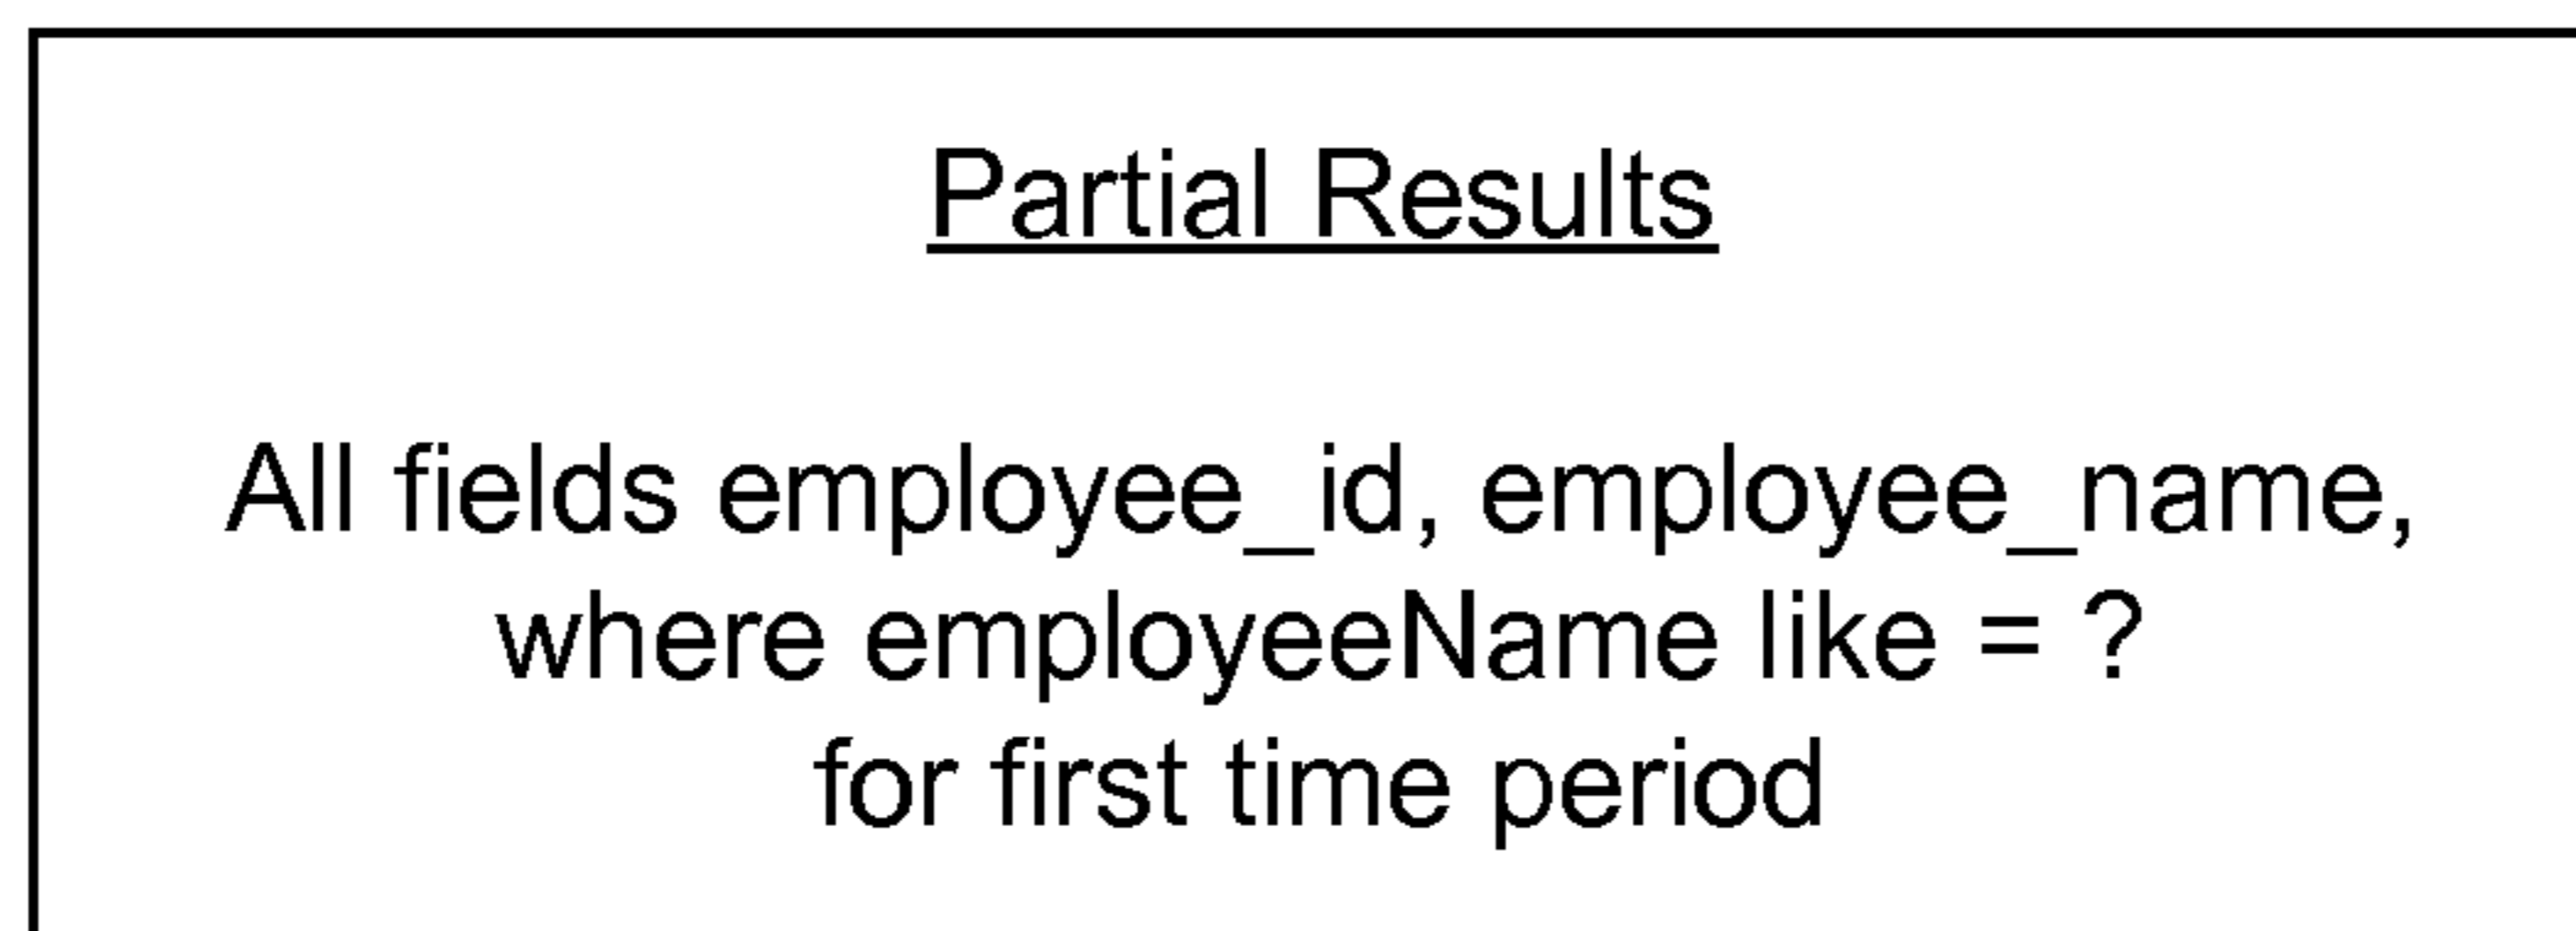 Partial Results
All fields employee_id, employee_name,
where employeeName like = ?
for first time period